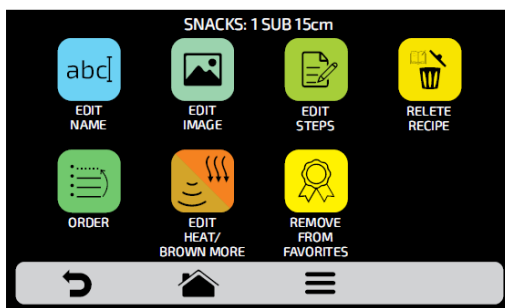 SNACKS: 1 SUB 15cm
abc
EDIT
NAME
EDIT
IMAGE
EDIT
STEPS
RELETE
RECIPE
ORDER
EDIT
HEAT/
BROWN MORE
REMOVE
FROM
FAVORITES